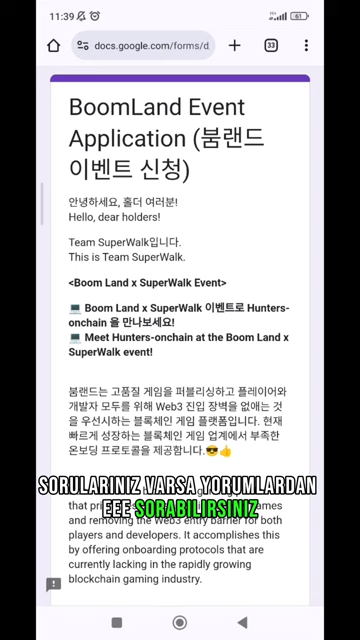 11:39
61
docs.google.com/forms/d
33
BoomLand Event
Application (붐랜드
이벤트 신청)
안녕하세요, 홀더 여러분!
Hello, dear holders!
Team SuperWalk입니다.
This is Team SuperWalk.
<Boom Land x SuperWalk Event>
💻 Boom Land x SuperWalk 이벤트로 Hunters-
onchain 을 만나보세요!
💻 Meet Hunters-onchain at the Boom Land x
SuperWalk event!
붐랜드는 고품질 게임을 퍼블리싱하고 플레이어와
개발자 모두를 위해 Web3 진입 장벽을 없애는 것
을 우선시하는 블록체인 게임 플랫폼입니다. 현재
빠르게 성장하는 블록체인 게임 업계에서 부족한
온보딩 프로토콜을 제공합니다.😎👍
SORULARINIZ VARSA YORUMLARDAN
EEE SORABILIRSINIZ
and removing the Web3 entry barrier for both
players and developers. It accomplishes this
by offering onboarding protocols that are
currently lacking in the rapidly growing
blockchain gaming industry.